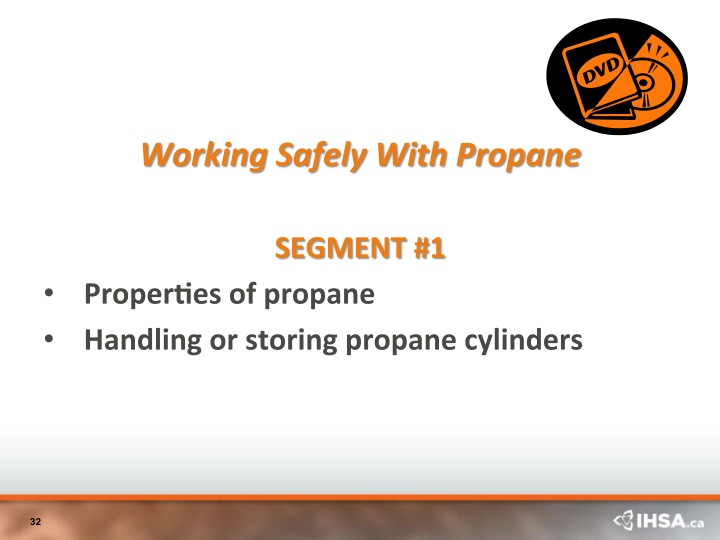 DVD
Working Safely With Propane
SEGMENT #1
• Properties of propane
• Handling or storing propane cylinders
32
IHSA.ca